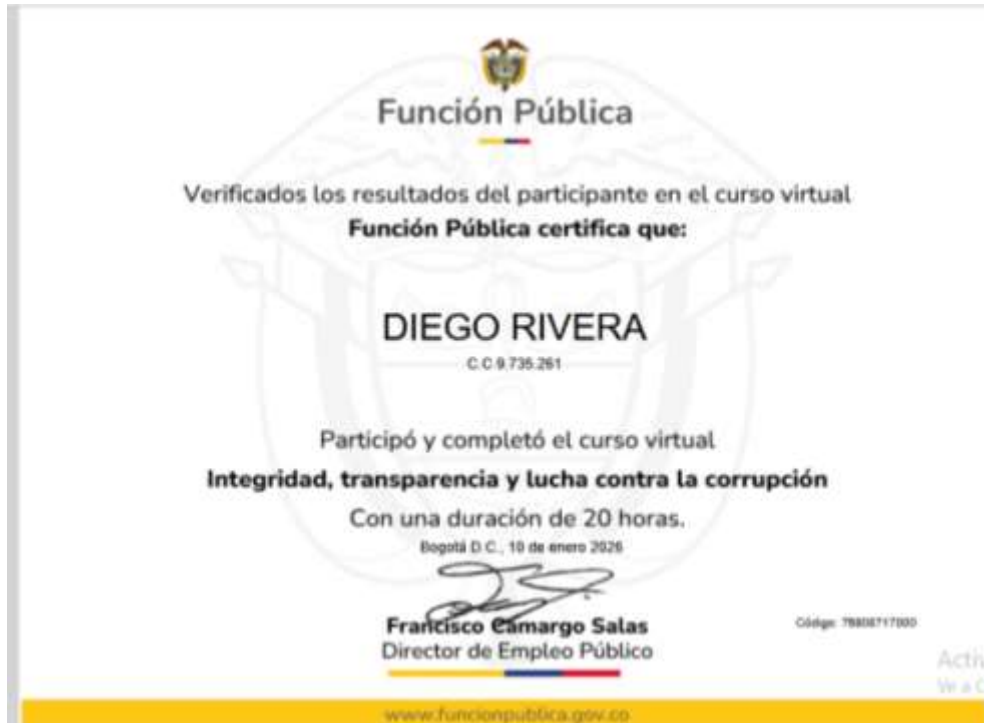 Función Pública
Verificados los resultados del participante en el curso virtual
Función Pública certifica que:
DIEGO RIVERA
C.C 9.735.261
Participó y completó el curso virtual
Integridad, transparencia y lucha contra la corrupción
Con una duración de 20 horas.
Bogotá D.C., 10 de enero 2026
Francisco Camargo Salas
Director de Empleo Público
Código:
www.funcionpublica.gov.co